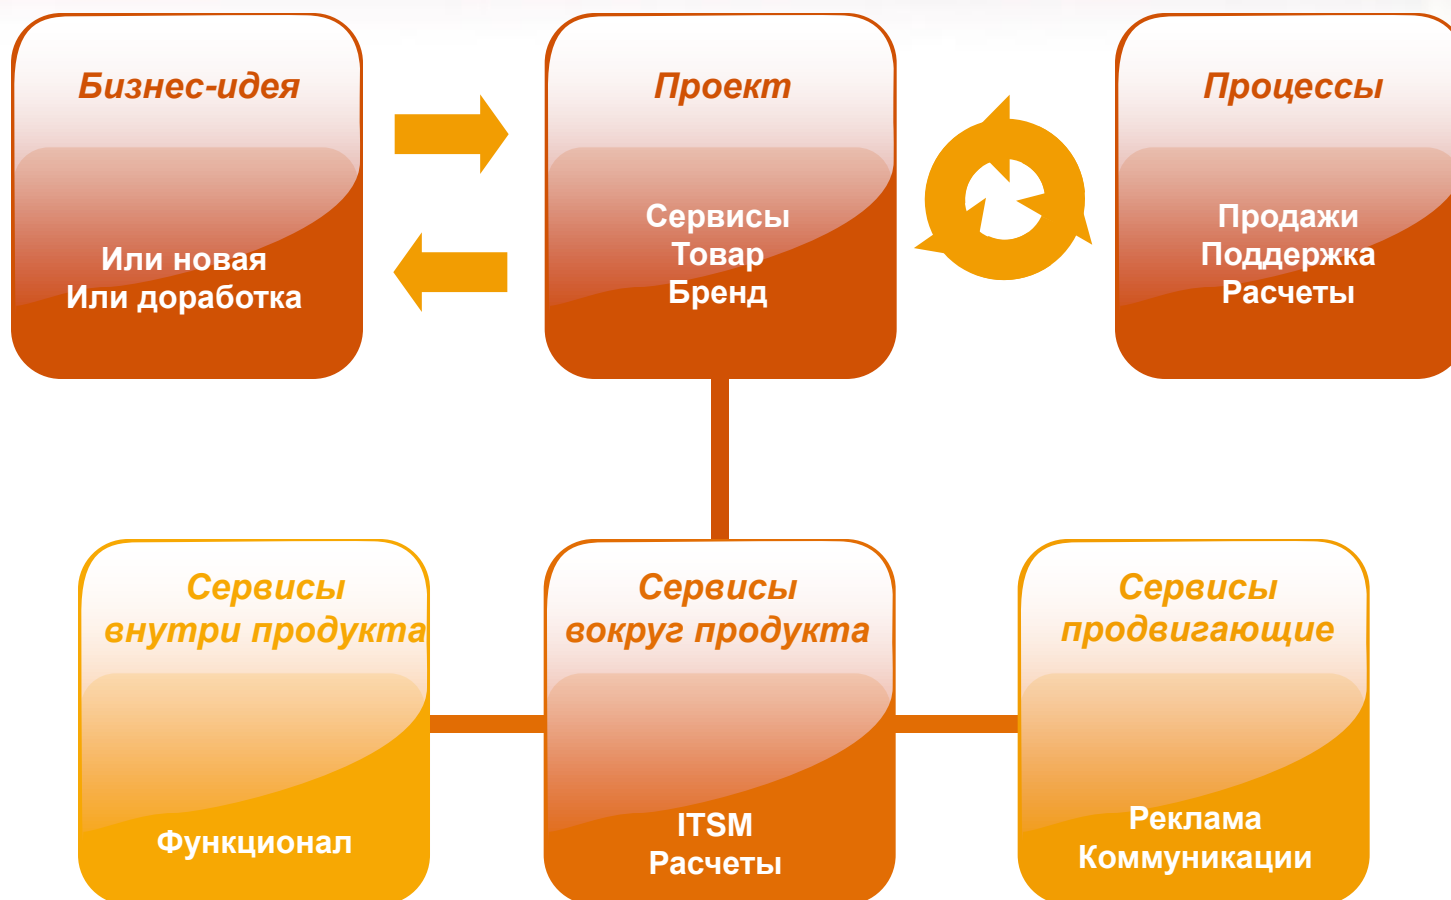 Бизнес-идея
Или новая
Или доработка
Проект
Сервисы
Товар
Бренд
Процессы
Продажи
Поддержка
Расчеты
Сервисы
внутри продукта
Функционал
Сервисы
вокруг продукта
ITSM
Расчеты
Сервисы
продвигающие
Реклама
Коммуникации